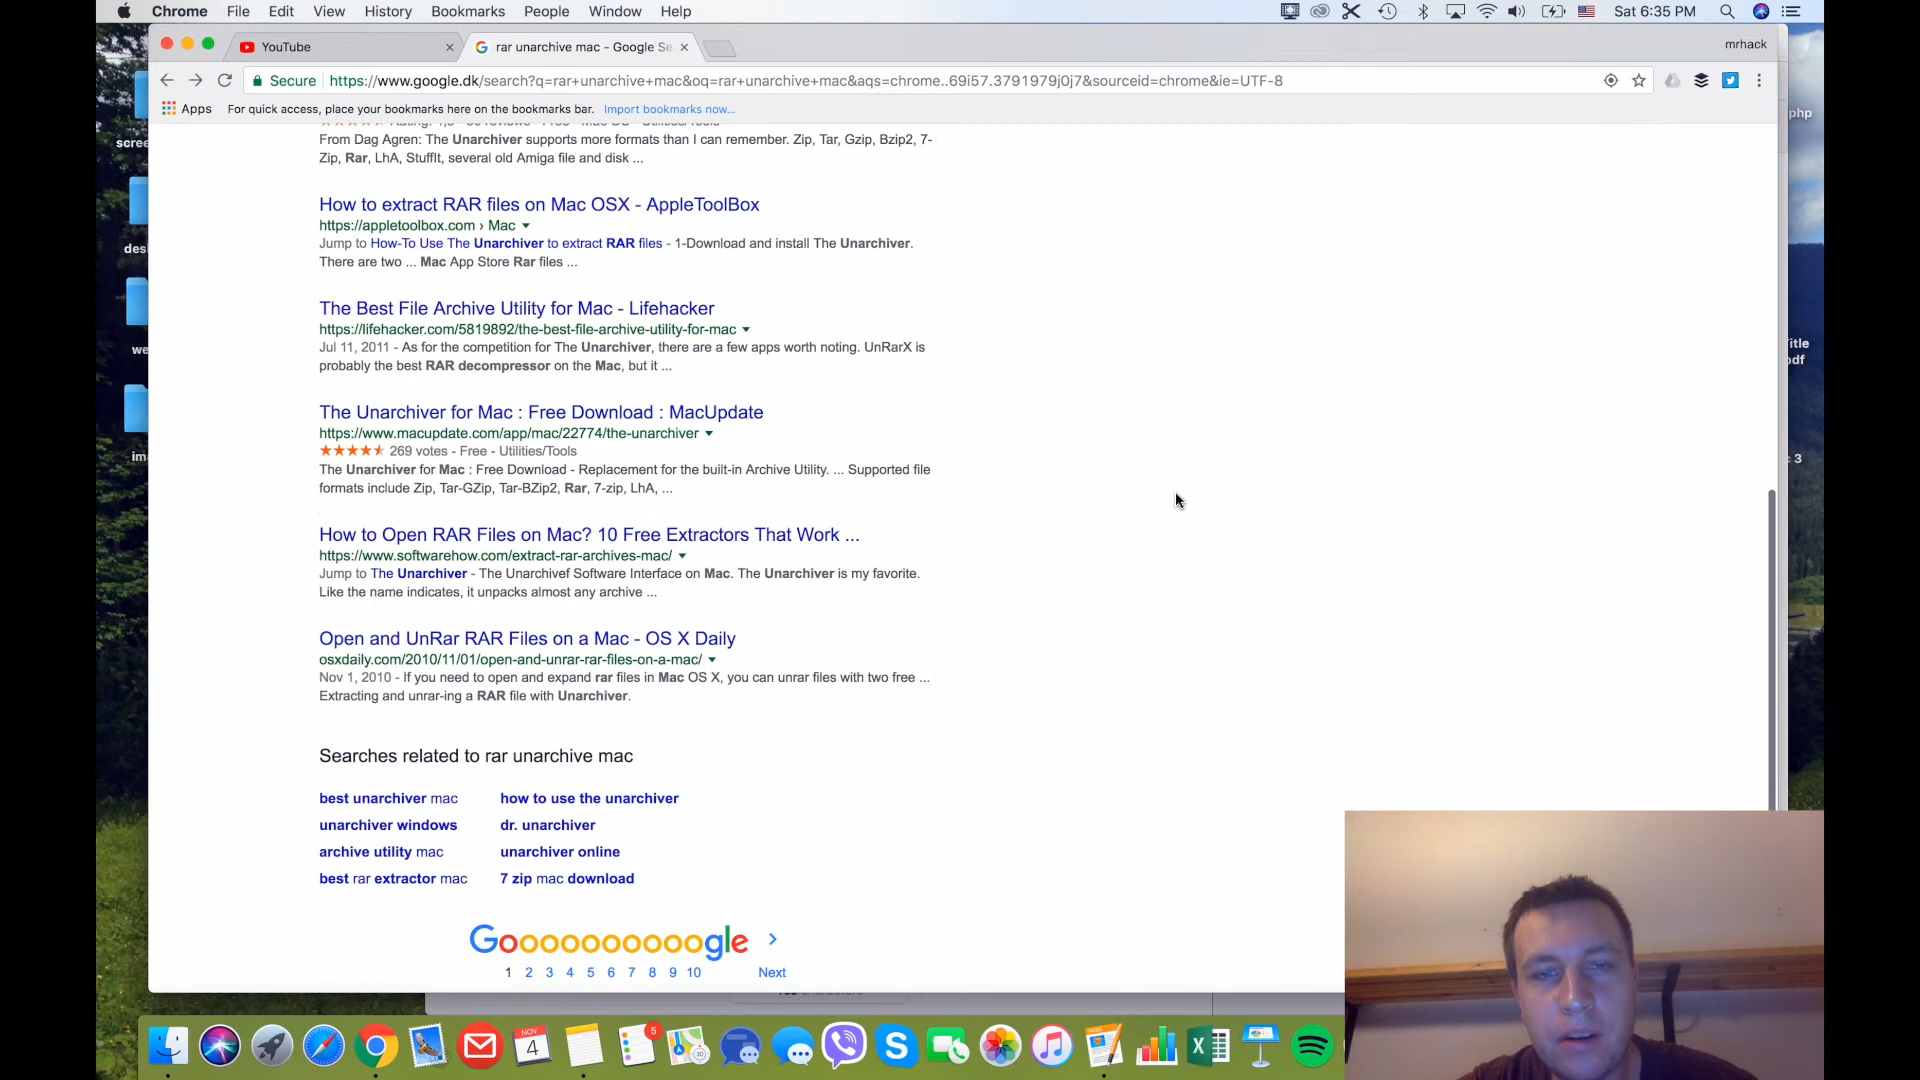 Chrome File Edit View History Bookmarks People Window Help Sat 6:35 PM
YouTube rar unarchive mac - Google Se mrhack
Secure https://www.google.dk/search?q=rar+unarchive+mac&oq=rar+unarchive+mac&aqs=chrome..69i57.3791979j0j7&sourceid=chrome&ie=UTF-8
Apps For quick access, place your bookmarks here on the bookmarks bar. Import bookmarks now...
From Dag Agren: The Unarchiver supports more formats than I can remember. Zip, Tar, Gzip, Bzip2, 7-
Zip, Rar, LhA, StuffIt, several old Amiga file and disk ...
How to extract RAR files on Mac OSX - AppleToolBox
https://appletoolbox.com › Mac
Jump to How-To Use The Unarchiver to extract RAR files - 1-Download and install The Unarchiver.
There are two ... Mac App Store Rar files ...
The Best File Archive Utility for Mac - Lifehacker
https://lifehacker.com/5819892/the-best-file-archive-utility-for-mac
Jul 11, 2011 - As for the competition for The Unarchiver, there are a few apps worth noting. UnRarX is
probably the best RAR decompressor on the Mac, but it ...
The Unarchiver for Mac : Free Download : MacUpdate
https://www.macupdate.com/app/mac/22774/the-unarchiver
269 votes - Free - Utilities/Tools
The Unarchiver for Mac : Free Download - Replacement for the built-in Archive Utility. ... Supported file
formats include Zip, Tar-GZip, Tar-BZip2, Rar, 7-zip, LhA, ...
How to Open RAR Files on Mac? 10 Free Extractors That Work ...
https://www.softwarehow.com/extract-rar-archives-mac/
Jump to The Unarchiver - The Unarchivef Software Interface on Mac. The Unarchiver is my favorite.
Like the name indicates, it unpacks almost any archive ...
Open and UnRar RAR Files on a Mac - OS X Daily
osxdaily.com/2010/11/01/open-and-unrar-rar-files-on-a-mac/
Nov 1, 2010 - If you need to open and expand rar files in Mac OS X, you can unrar files with two free ...
Extracting and unrar-ing a RAR file with Unarchiver.
Searches related to rar unarchive mac
best unarchiver mac how to use the unarchiver
unarchiver windows dr. unarchiver
archive utility mac unarchiver online
best rar extractor mac 7 zip mac download
Goooooooooogle
1 2 3 4 5 6 7 8 9 10 Next
scree
desl
we
ima
php
itle
odf
c 3
NOV
4
5